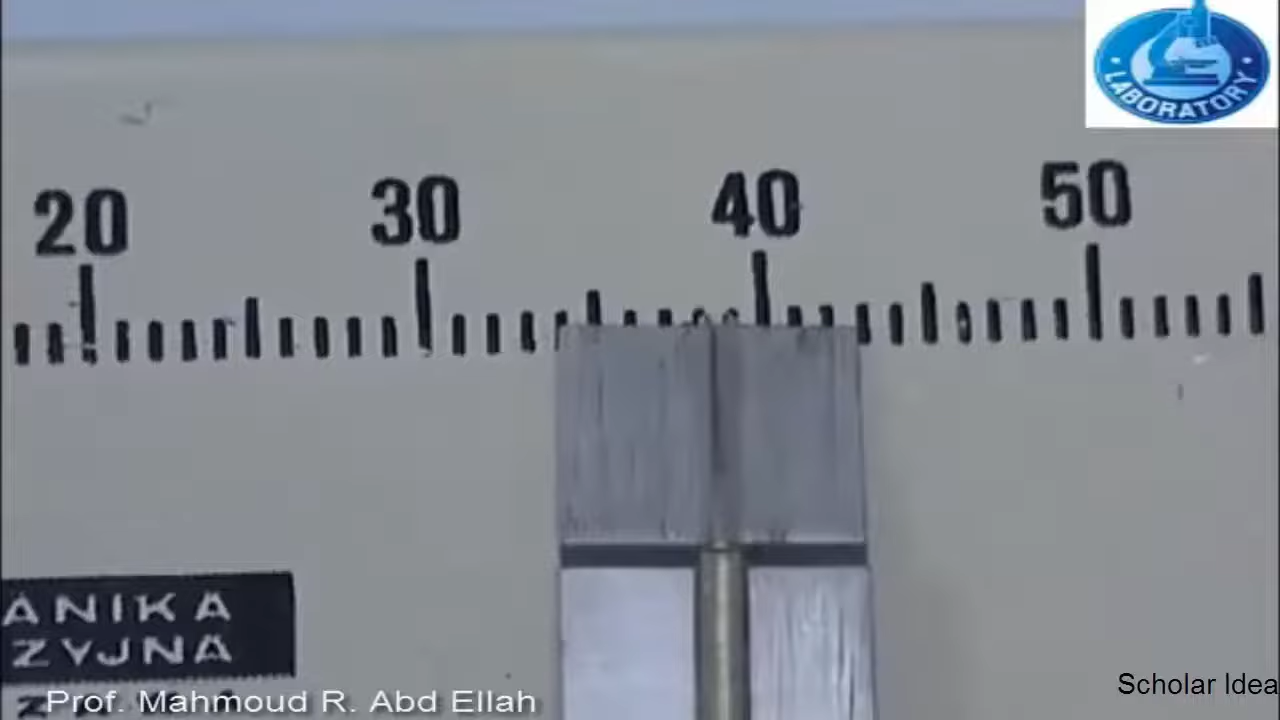 LABORATORY
20 30 40 50
ANIKA
ZYJNA
Prof. Mahmoud R. Abd Ellah
Scholar Idea